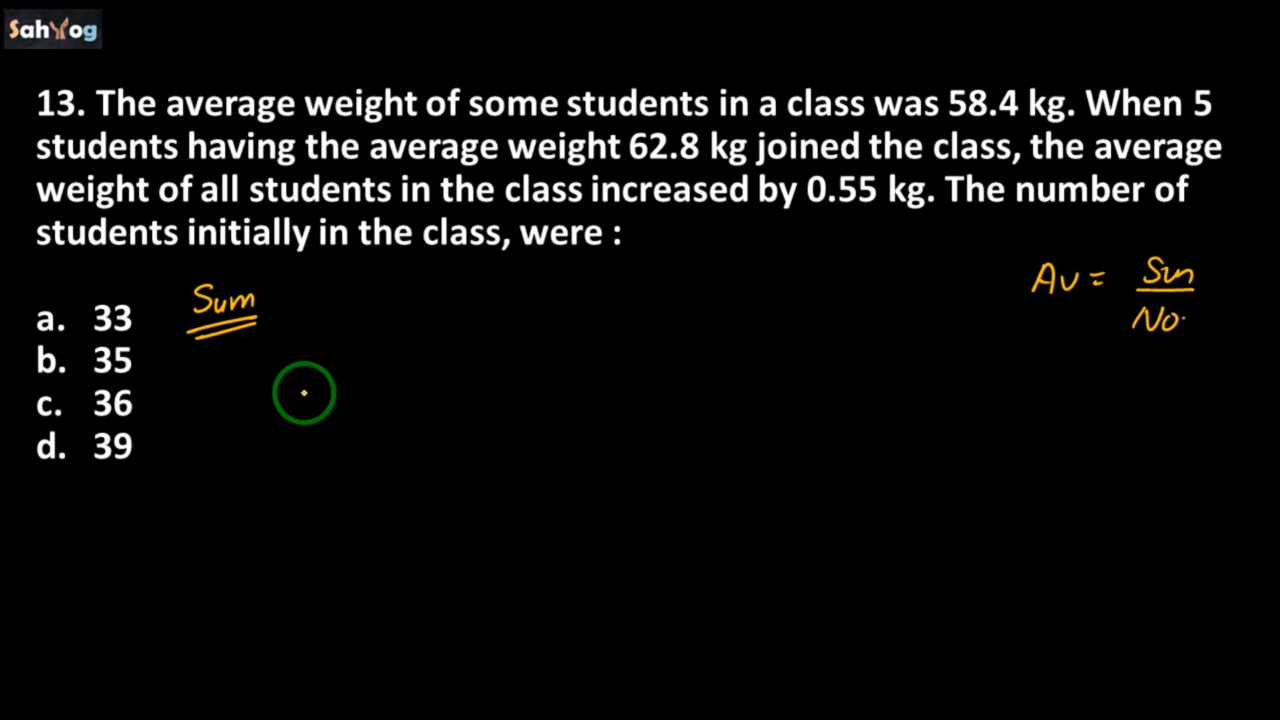 SahYog
13. The average weight of some students in a class was 58.4 kg. When 5
students having the average weight 62.8 kg joined the class, the average
weight of all students in the class increased by 0.55 kg. The number of
students initially in the class, were :
a. 33
b. 35
c. 36
d. 39
Sum
Av = Sum
No.